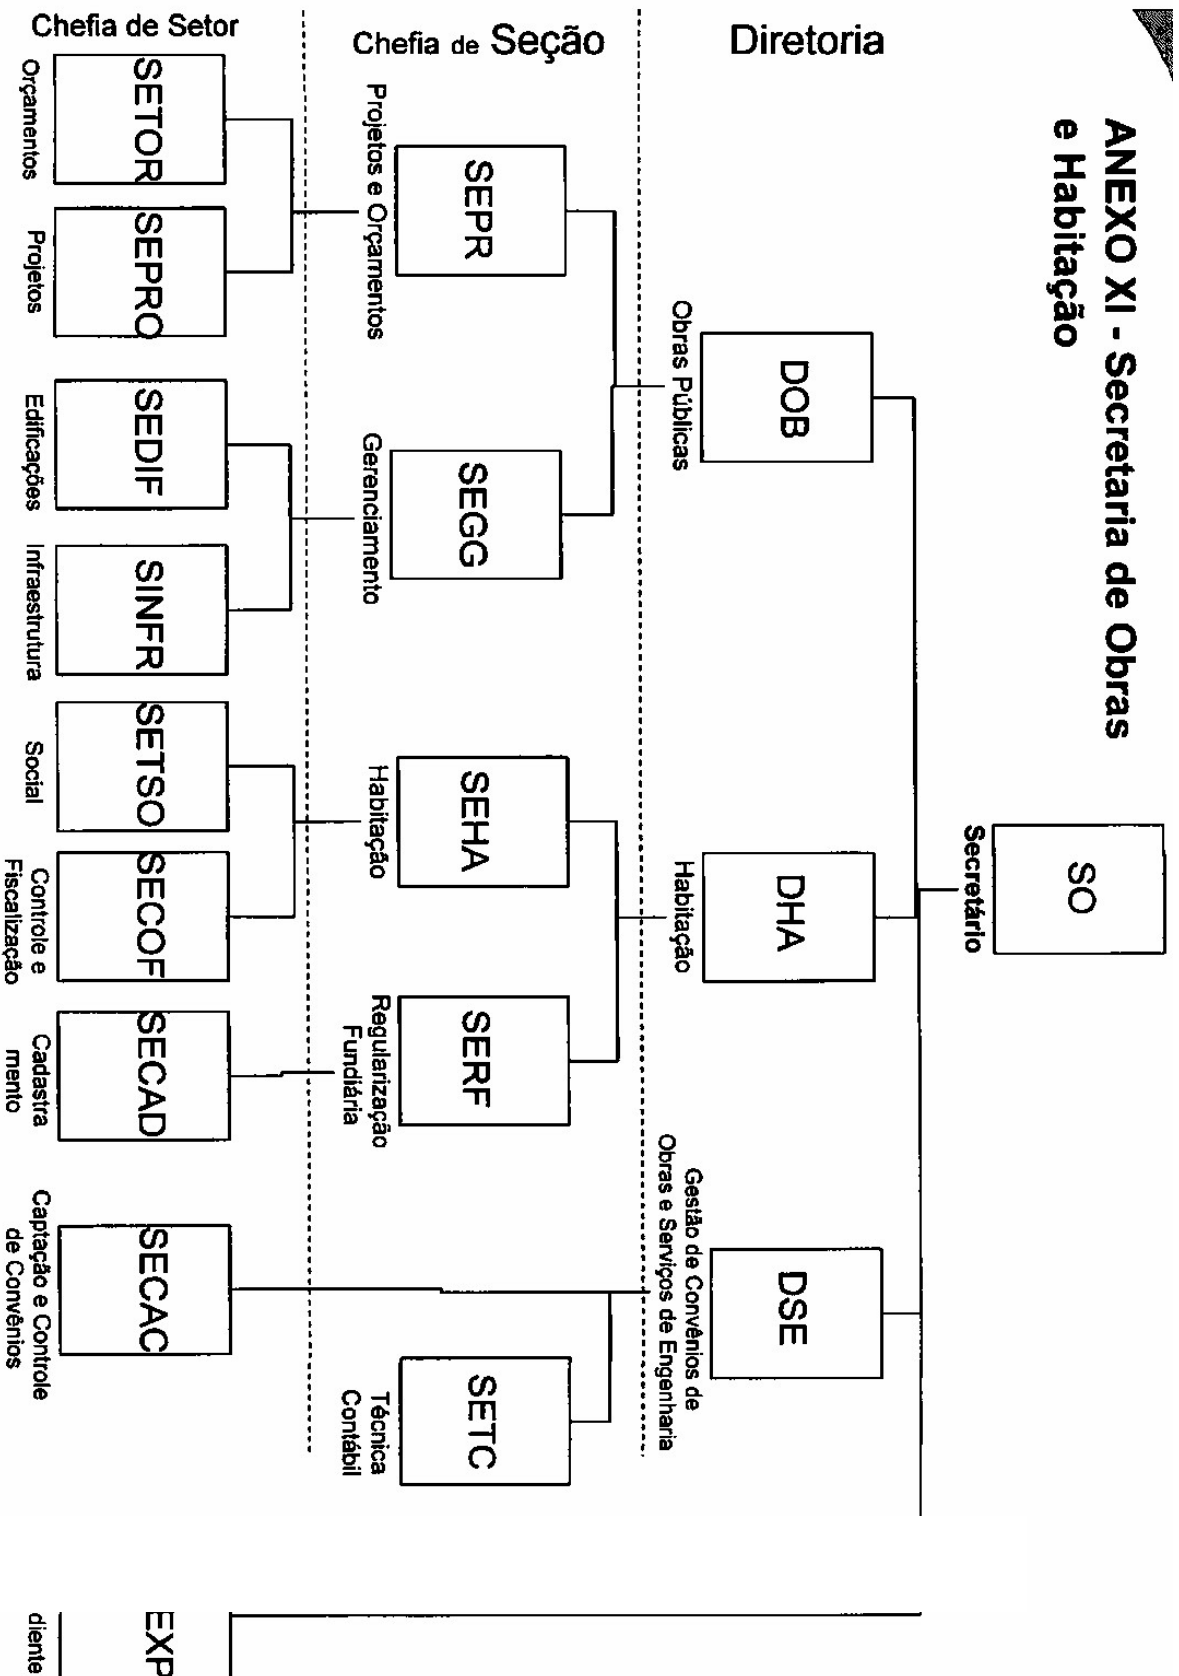 ANEXO XI - Secretaria de Obras
e Habitação
SO
Secretário
Diretoria
DOB
Obras Públicas
DHA
Habitação
DSE
Gestão de Convênios de
Obras e Serviços de Engenharia
Chefia de Seção
SEPR
Projetos e Orçamentos
SEGG
Gerenciamento
SEHA
Habitação
SERF
Regularização
Fundiária
SETC
Técnica
Contábil
Chefia de Setor
SETOR
Orçamentos
SEPRO
Projetos
SEDIF
Edificações
SINFR
Infraestrutura
SETSO
Social
SECOF
Controle e
Fiscalização
SECAD
Cadastra
mento
SECAC
Captação e Controle
de Convênios
EXP
diente